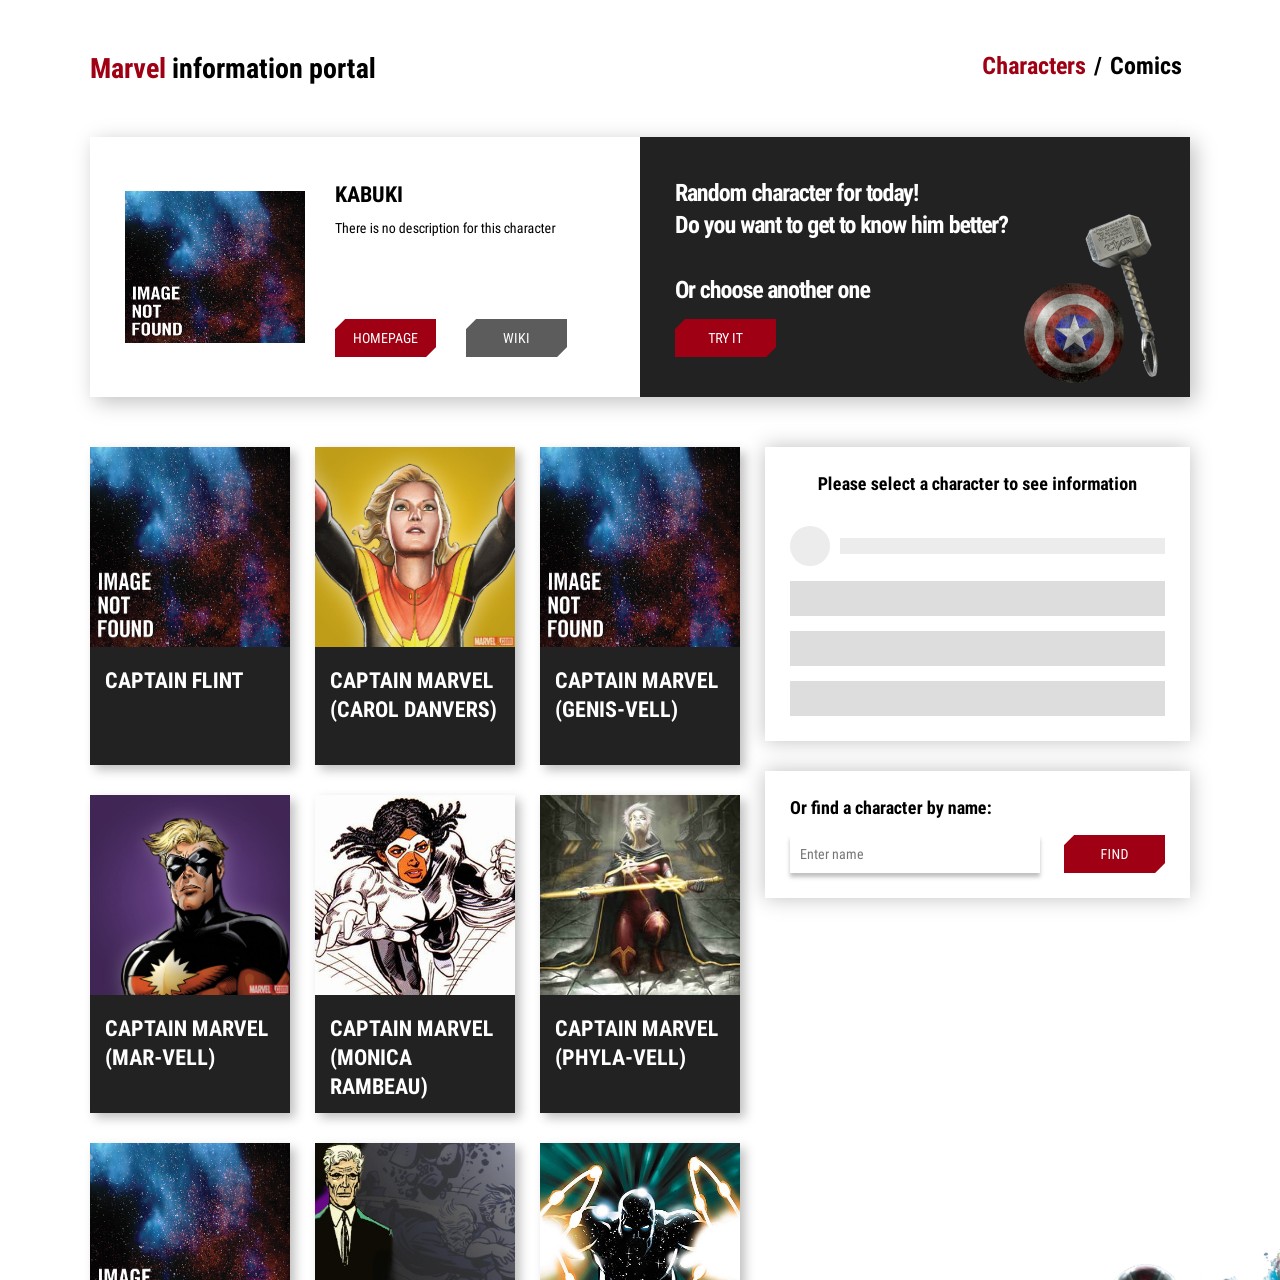 Marvel information portal
Characters / Comics
KABUKI
There is no description for this character
IMAGE
NOT
FOUND
HOMEPAGE
WIKI
Random character for today!
Do you want to get to know him better?
Or choose another one
TRY IT
IMAGE
NOT
FOUND
CAPTAIN FLINT
MARVEL
CAPTAIN MARVEL
(CAROL DANVERS)
IMAGE
NOT
FOUND
CAPTAIN MARVEL
(GENIS-VELL)
Please select a character to see information
Or find a character by name:
Enter name
FIND
MARVEL
CAPTAIN MARVEL
(MAR-VELL)
CAPTAIN MARVEL
(MONICA
RAMBEAU)
CAPTAIN MARVEL
(PHYLA-VELL)
IMAGE